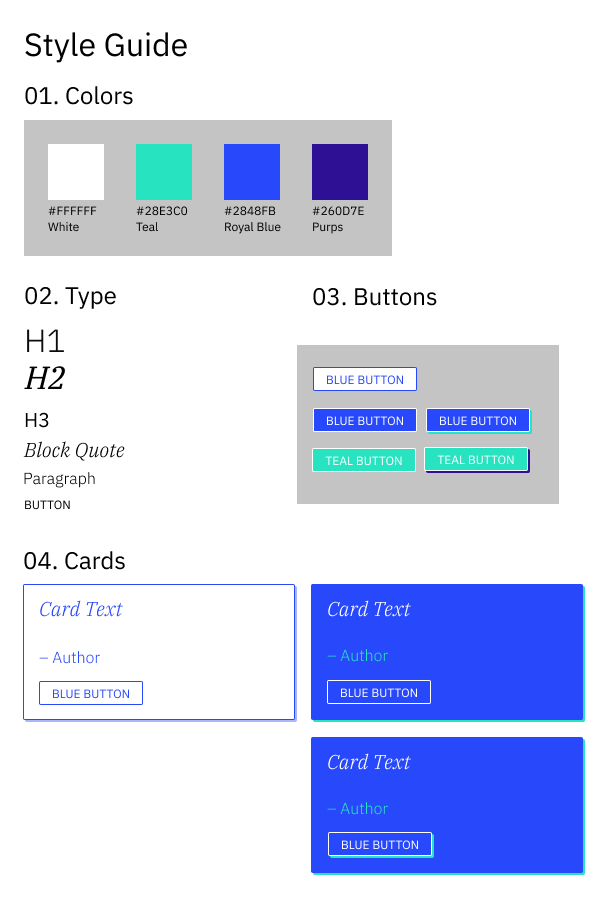 Style Guide
01. Colors
#FFFFFF
White
#28E3C0
Teal
#2848FB
Royal Blue
#260D7E
Purps
02. Type
H1
H2
H3
Block Quote
Paragraph
BUTTON
03. Buttons
BLUE BUTTON
BLUE BUTTON
BLUE BUTTON
TEAL BUTTON
TEAL BUTTON
04. Cards
Card Text
– Author
BLUE BUTTON
Card Text
– Author
BLUE BUTTON
Card Text
– Author
BLUE BUTTON